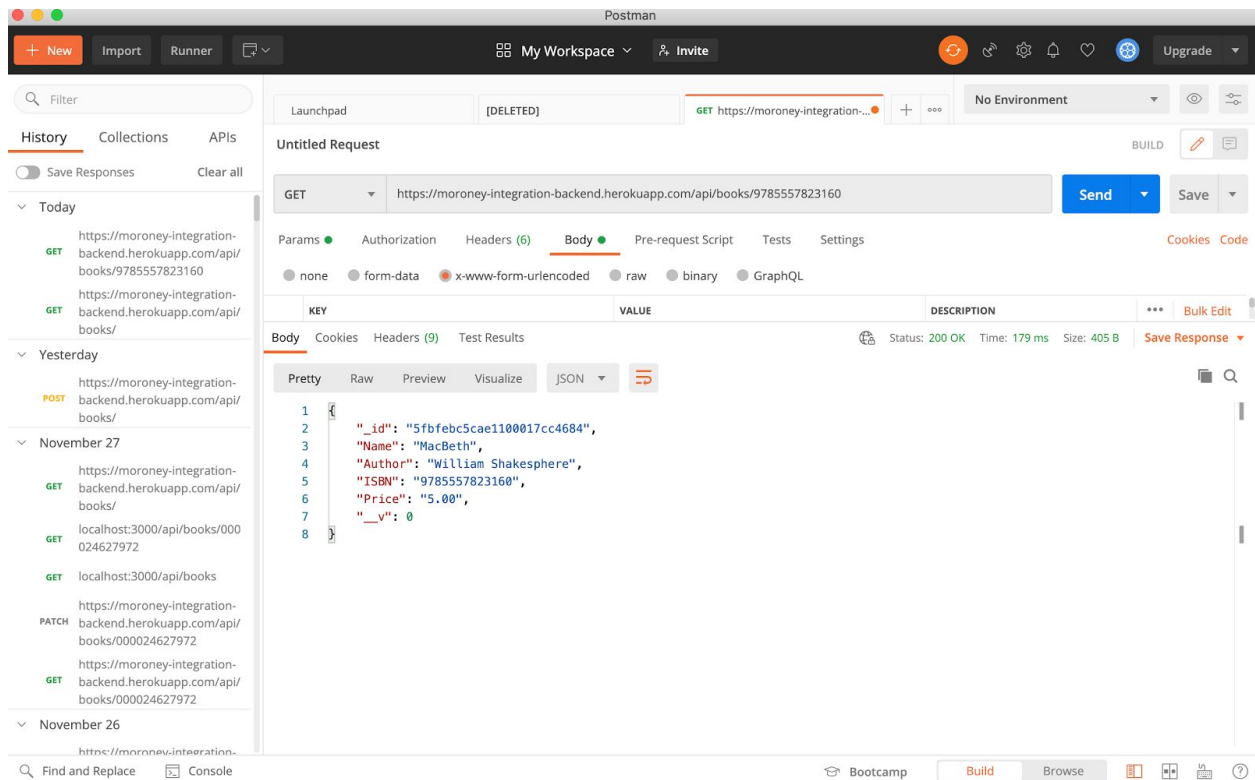 Postman
+ New Import Runner My Workspace Invite Upgrade
Filter
History Collections APIs
Save Responses Clear all
Today
GET https://moroney-integration-
backend.herokuapp.com/api/
books/9785557823160
GET https://moroney-integration-
backend.herokuapp.com/api/
books/
Yesterday
POST https://moroney-integration-
backend.herokuapp.com/api/
books/
November 27
GET https://moroney-integration-
backend.herokuapp.com/api/
books/
GET localhost:3000/api/books/000
024627972
GET localhost:3000/api/books
PATCH https://moroney-integration-
backend.herokuapp.com/api/
books/000024627972
GET https://moroney-integration-
backend.herokuapp.com/api/
books/000024627972
November 26
https://moroney-integration-
Launchpad [DELETED] GET https://moroney-integration-... + ooo No Environment
Untitled Request BUILD
GET https://moroney-integration-backend.herokuapp.com/api/books/9785557823160 Send Save
Params Authorization Headers (6) Body Pre-request Script Tests Settings Cookies Code
none form-data x-www-form-urlencoded raw binary GraphQL
KEY VALUE DESCRIPTION ••• Bulk Edit
Body Cookies Headers (9) Test Results Status: 200 OK Time: 179 ms Size: 405 B Save Response
Pretty Raw Preview Visualize JSON
1 {
2 "_id": "5fbfebc5cae1100017cc4684",
3 "Name": "MacBeth",
4 "Author": "William Shakesphere",
5 "ISBN": "9785557823160",
6 "Price": "5.00",
7 "__v": 0
8 }
Find and Replace Console Bootcamp Build Browse